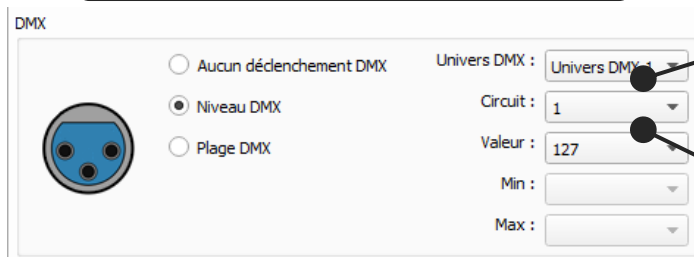 DMX
Aucun déclenchement DMX
Niveau DMX
Plage DMX
Univers DMX : Univers DMX 1
Circuit : 1
Valeur : 127
Min :
Max :